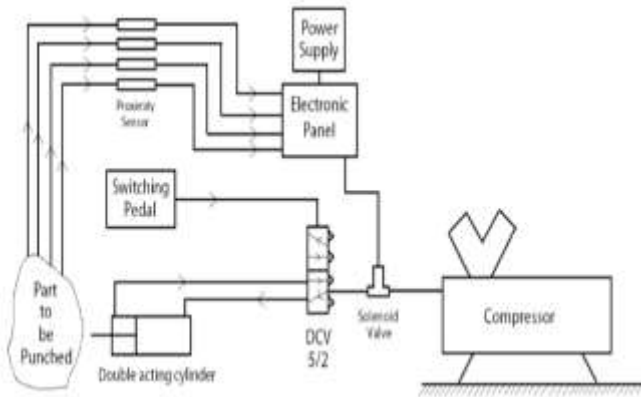 Power
Supply
Electronic
Panel
Proximity
Sensor
Switching
Pedal
Part
to
be
Punched
Double acting cylinder
DCV
5/2
Solenoid
Valve
Compressor